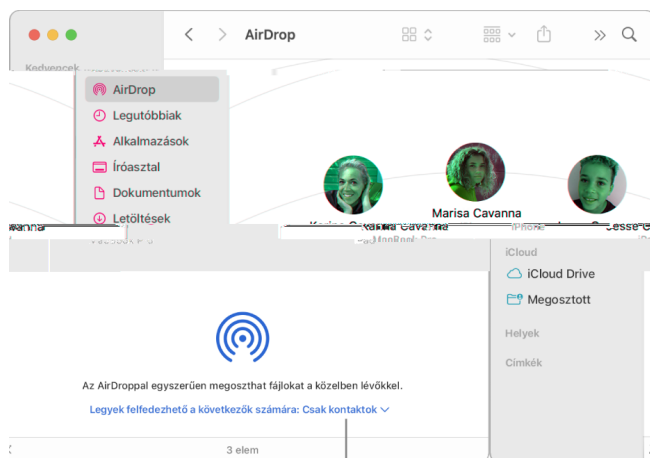 AirDrop
Kedvencek
AirDrop
Legutóbbiak
Alkalmazások
Íróasztal
Dokumentumok
Letöltések
Marisa Cavanna
iPhone
iCloud
iCloud Drive
Megosztott
Helyek
Címkék
Az AirDroppal egyszerűen megoszthat fájlokat a közelben lévőkkel.
Legyek felfedezhető a következők számára: Csak kontaktok
3 elem